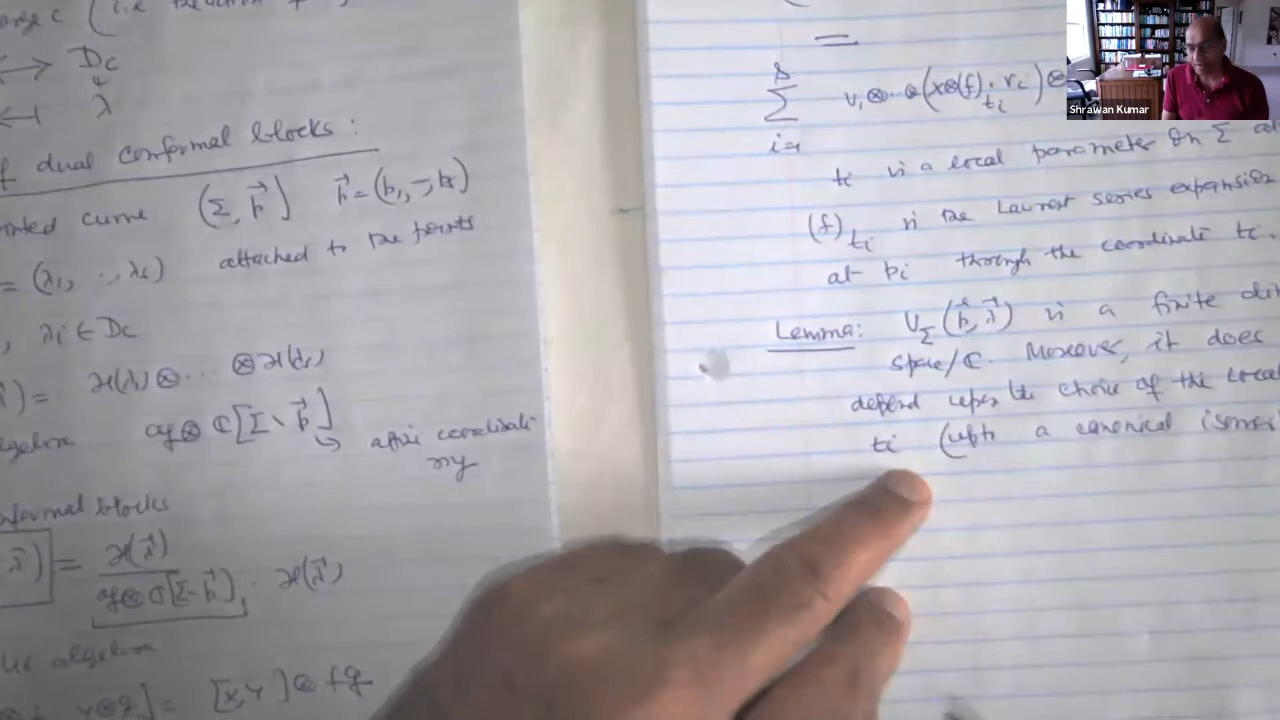 ⟷ Dc
λ
f dual conformal blocks :
ointed curve (Σ, p⃗) p⃗ = (p1, –, ps)
= (λ1, . , λs) attached to the points
, λi ∈ Dc
) = ℋ(λ1) ⊗ · · ⊗ ℋ(λs)
algebra 𝔤 ⊗ ℂ[Σ \ p⃗] ↳ affine coordinate
rny
nformal blocks
λ⃗) = ℋ(λ⃗) / 𝔤⊗ℂ[Σ-p⃗] · ℋ(λ⃗)
Lie algebra
y⊗g] = [x,y] ⊗ fg
=
s
∑ v1 ⊗ ·· ⊗ (x⊗(f)ti · vi) ⊗
i=1
ti is a local parameter on Σ at
(f)ti is the Laurent series expansion
at pi through the coordinate ti.
Lemma: VΣ(p⃗, λ⃗) is a finite dim
space/ℂ. Moreover, it does
depend upon the choice of the local
ti (upto a canonical isomor
Shrawan Kumar